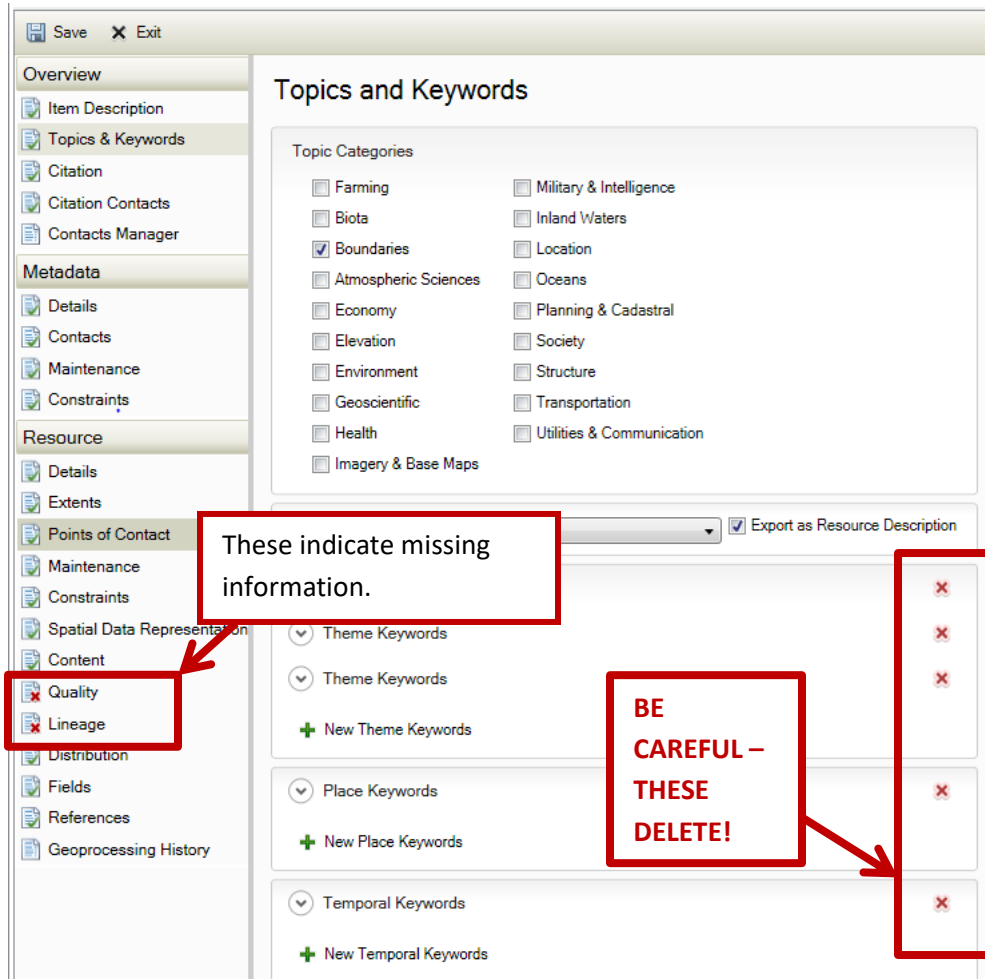 Save Exit
Overview
Item Description
Topics & Keywords
Citation
Citation Contacts
Contacts Manager
Metadata
Details
Contacts
Maintenance
Constraints
Resource
Details
Extents
Points of Contact
Maintenance
Constraints
Spatial Data Representation
Content
Quality
Lineage
Distribution
Fields
References
Geoprocessing History
Topics and Keywords
Topic Categories
Farming Military & Intelligence
Biota Inland Waters
Boundaries Location
Atmospheric Sciences Oceans
Economy Planning & Cadastral
Elevation Society
Environment Structure
Geoscientific Transportation
Health Utilities & Communication
Imagery & Base Maps
Export as Resource Description
These indicate missing
information.
Theme Keywords
Theme Keywords
New Theme Keywords
Place Keywords
New Place Keywords
Temporal Keywords
New Temporal Keywords
BE
CAREFUL –
THESE
DELETE!